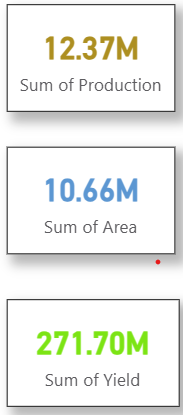 12.37M
Sum of Production
10.66M
Sum of Area
271.70M
Sum of Yield